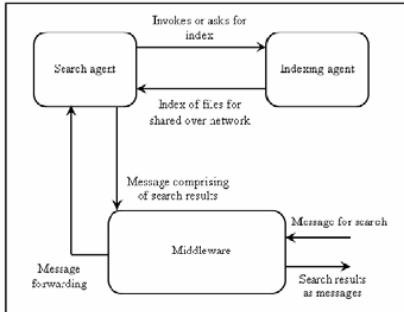 Invokes or asks for
index
Search agent
Indexing agent
Index of files for
shared over network
Message comprising
of search results
Message for search
Middleware
Message
forwarding
Search results
as messages